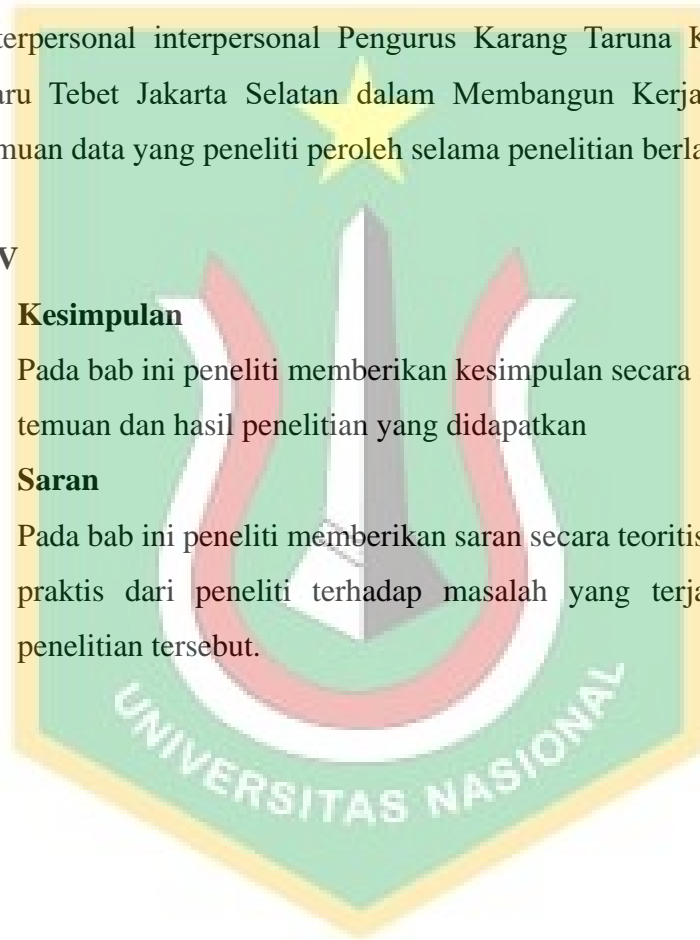 terpersonal interpersonal Pengurus Karang Taruna K
aru Tebet Jakarta Selatan dalam Membangun Kerja
muan data yang peneliti peroleh selama penelitian berla
V
Kesimpulan
Pada bab ini peneliti memberikan kesimpulan secara
temuan dan hasil penelitian yang didapatkan
Saran
Pada bab ini peneliti memberikan saran secara teoritis
praktis dari peneliti terhadap masalah yang terja
penelitian tersebut.
UNIVERSITAS NASIONAL